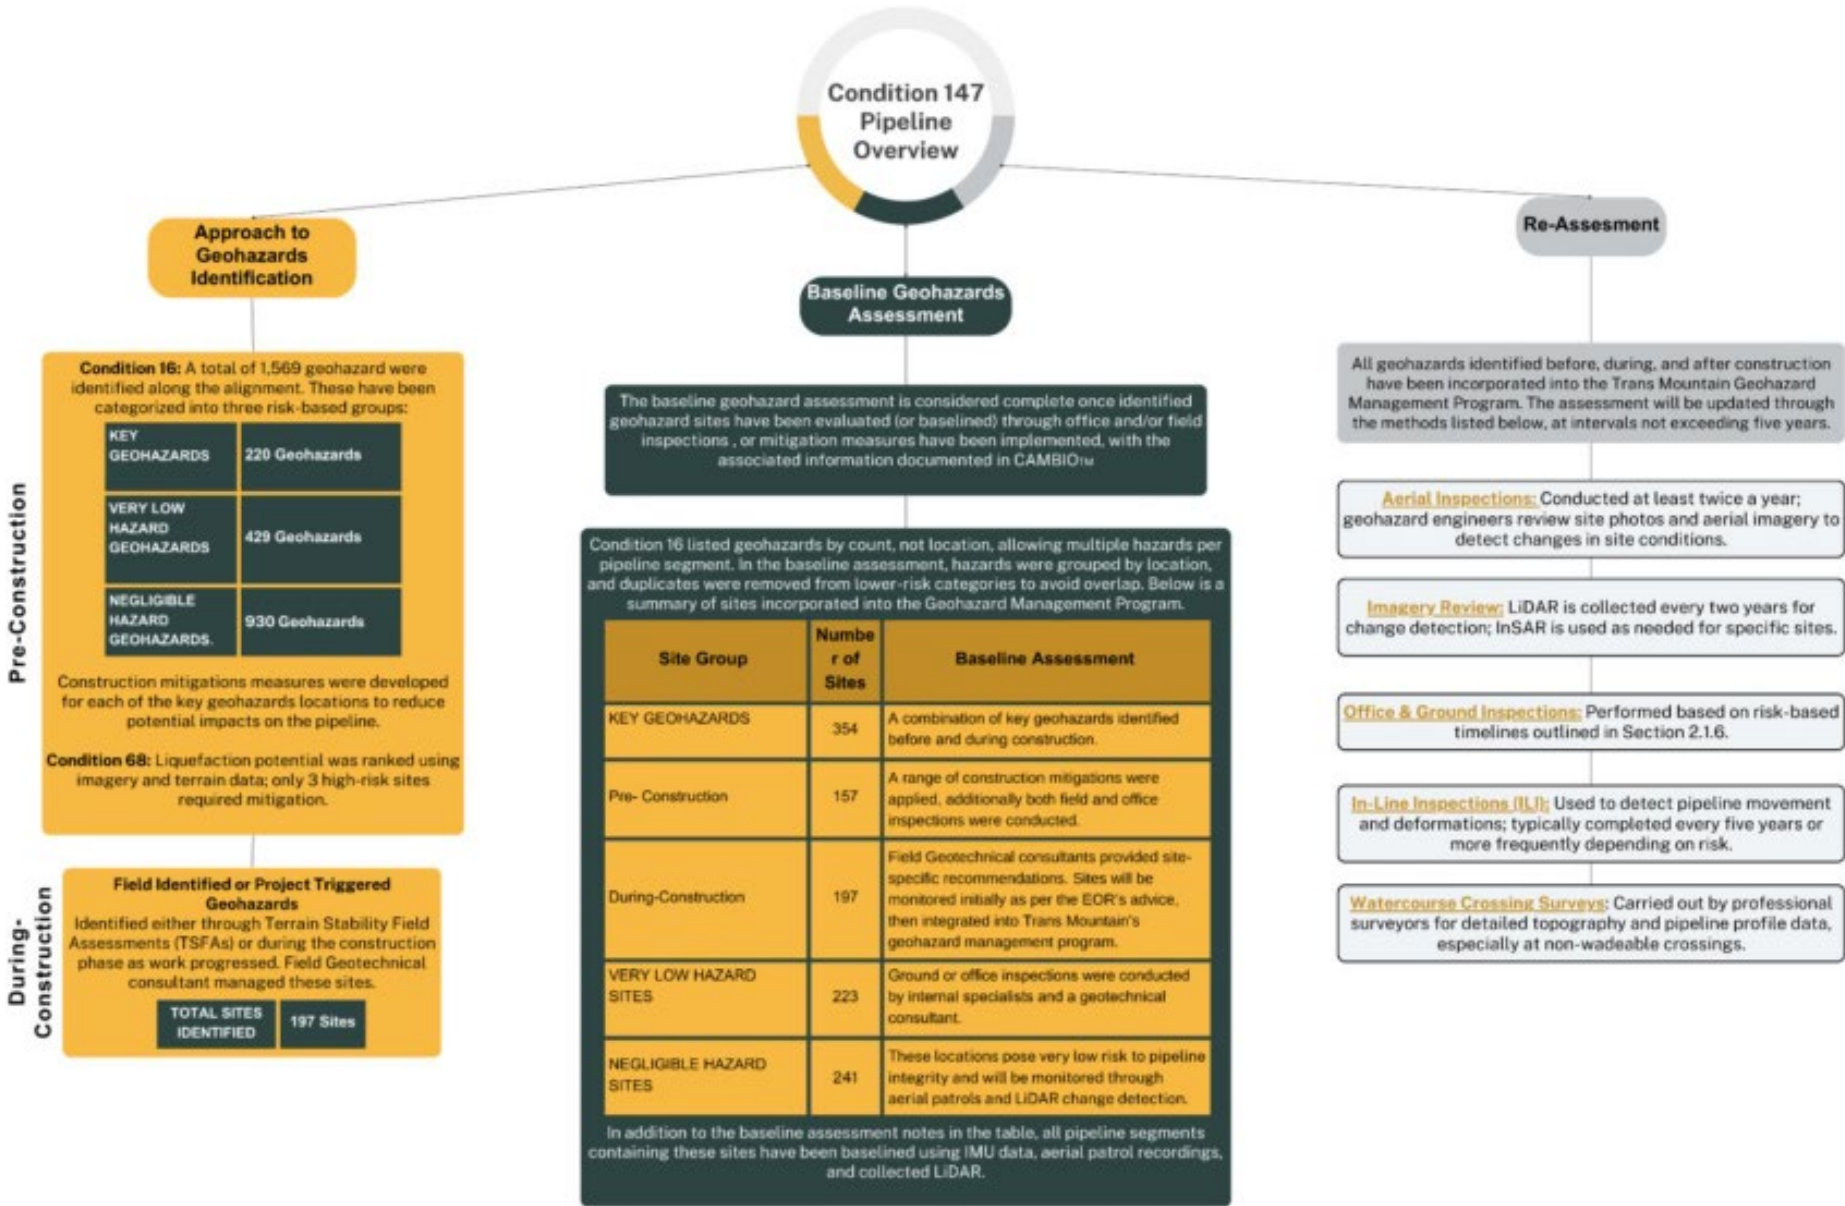 Condition 147
Pipeline
Overview
Approach to
Geohazards
Identification
Pre-Construction
Condition 16: A total of 1,569 geohazard were
identified along the alignment. These have been
categorized into three risk-based groups:
KEY
GEOHAZARDS
220 Geohazards
VERY LOW
HAZARD
GEOHAZARDS
429 Geohazards
NEGLIGIBLE
HAZARD
GEOHAZARDS.
930 Geohazards
Construction mitigations measures were developed
for each of the key geohazards locations to reduce
potential impacts on the pipeline.
Condition 68: Liquefaction potential was ranked using
imagery and terrain data; only 3 high-risk sites
required mitigation.
During-
Construction
Field Identified or Project Triggered
Geohazards
Identified either through Terrain Stability Field
Assessments (TSFAs) or during the construction
phase as work progressed. Field Geotechnical
consultant managed these sites.
TOTAL SITES
IDENTIFIED
197 Sites
Baseline Geohazards
Assessment
The baseline geohazard assessment is considered complete once identified
geohazard sites have been evaluated (or baselined) through office and/or field
inspections , or mitigation measures have been implemented, with the
associated information documented in CAMBIO™
Condition 16 listed geohazards by count, not location, allowing multiple hazards per
pipeline segment. In the baseline assessment, hazards were grouped by location,
and duplicates were removed from lower-risk categories to avoid overlap. Below is a
summary of sites incorporated into the Geohazard Management Program.
Site Group
Numbe
r of
Sites
Baseline Assessment
KEY GEOHAZARDS
354
A combination of key geohazards identified
before and during construction.
Pre- Construction
157
A range of construction mitigations were
applied, additionally both field and office
inspections were conducted.
During-Construction
197
Field Geotechnical consultants provided site-
specific recommendations. Sites will be
monitored initially as per the EOR's advice,
then integrated into Trans Mountain's
geohazard management program.
VERY LOW HAZARD
SITES
223
Ground or office inspections were conducted
by internal specialists and a geotechnical
consultant.
NEGLIGIBLE HAZARD
SITES
241
These locations pose very low risk to pipeline
integrity and will be monitored through
aerial patrols and LiDAR change detection.
In addition to the baseline assessment notes in the table, all pipeline segments
containing these sites have been baselined using IMU data, aerial patrol recordings,
and collected LiDAR.
Re-Assesment
All geohazards identified before, during, and after construction
have been incorporated into the Trans Mountain Geohazard
Management Program. The assessment will be updated through
the methods listed below, at intervals not exceeding five years.
Aerial Inspections: Conducted at least twice a year;
geohazard engineers review site photos and aerial imagery to
detect changes in site conditions.
Imagery Review: LiDAR is collected every two years for
change detection; InSAR is used as needed for specific sites.
Office & Ground Inspections: Performed based on risk-based
timelines outlined in Section 2.1.6.
In-Line Inspections (ILI): Used to detect pipeline movement
and deformations; typically completed every five years or
more frequently depending on risk.
Watercourse Crossing Surveys: Carried out by professional
surveyors for detailed topography and pipeline profile data,
especially at non-wadeable crossings.